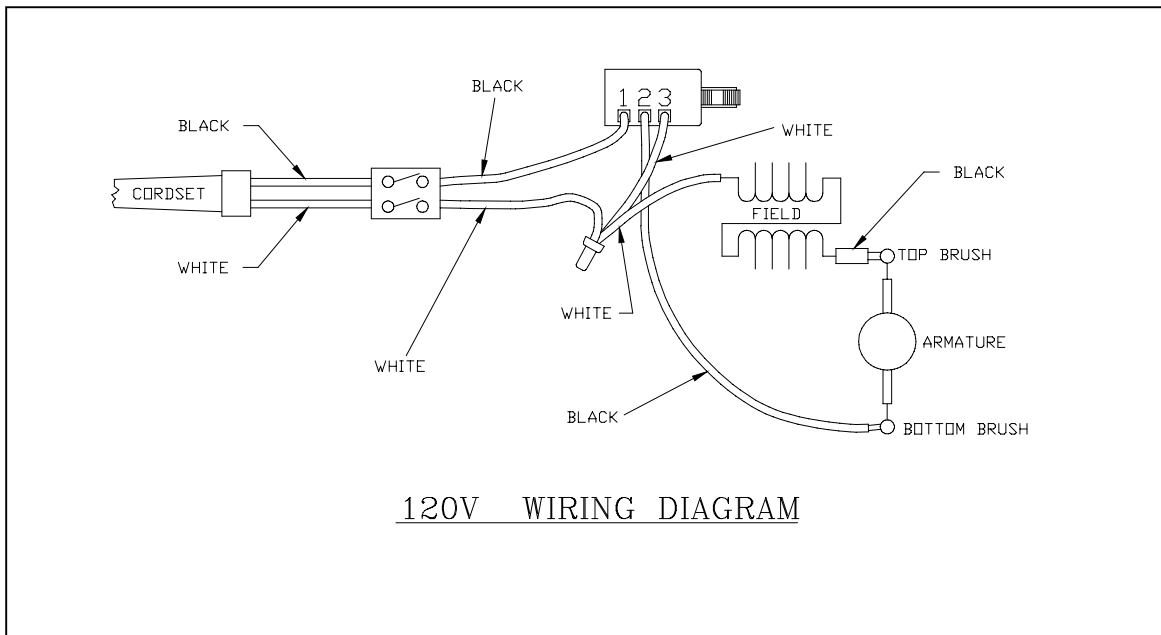 BLACK
1 2 3
BLACK
WHITE
BLACK
CORDSET
FIELD
TOP BRUSH
WHITE
WHITE
ARMATURE
WHITE
BLACK
BOTTOM BRUSH
120V WIRING DIAGRAM